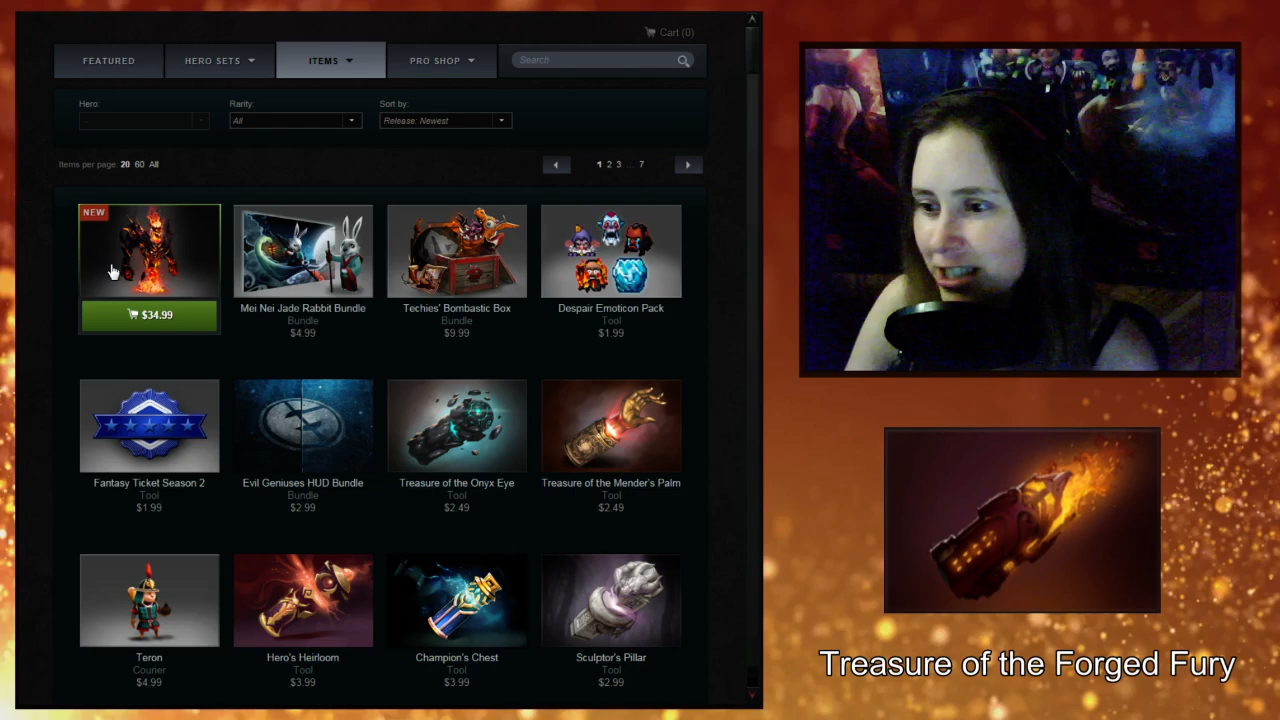 Cart (0)
FEATURED
HERO SETS
ITEMS
PRO SHOP
Search
Hero:
Rarity:
Sort by:
All
Release: Newest
Items per page: 20 60 All
1 2 3 ... 7
NEW
$34.99
Mei Nei Jade Rabbit Bundle
Bundle
$4.99
Techies' Bombastic Box
Bundle
$9.99
Despair Emoticon Pack
Tool
$1.99
Fantasy Ticket Season 2
Tool
$1.99
Evil Geniuses HUD Bundle
Bundle
$2.99
Treasure of the Onyx Eye
Tool
$2.49
Treasure of the Mender's Palm
Tool
$2.49
Teron
Courier
$4.99
Hero's Heirloom
Tool
$3.99
Champion's Chest
Tool
$3.99
Sculptor's Pillar
Tool
$2.99
Treasure of the Forged Fury